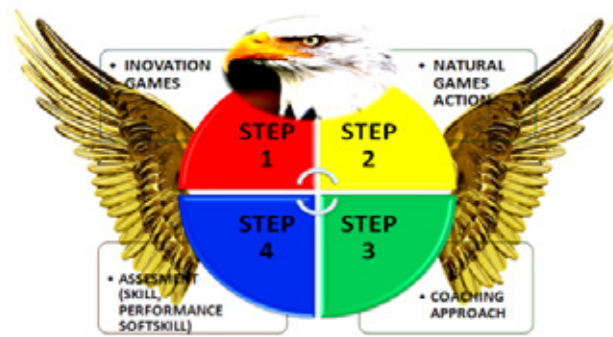 • INOVATION
GAMES
• NATURAL
GAMES
ACTION
STEP
1
STEP
2
STEP
4
STEP
3
• ASSESMENT
(SKILL,
PERFORMANCE
SOFTSKILL)
• COACHING
APPROACH